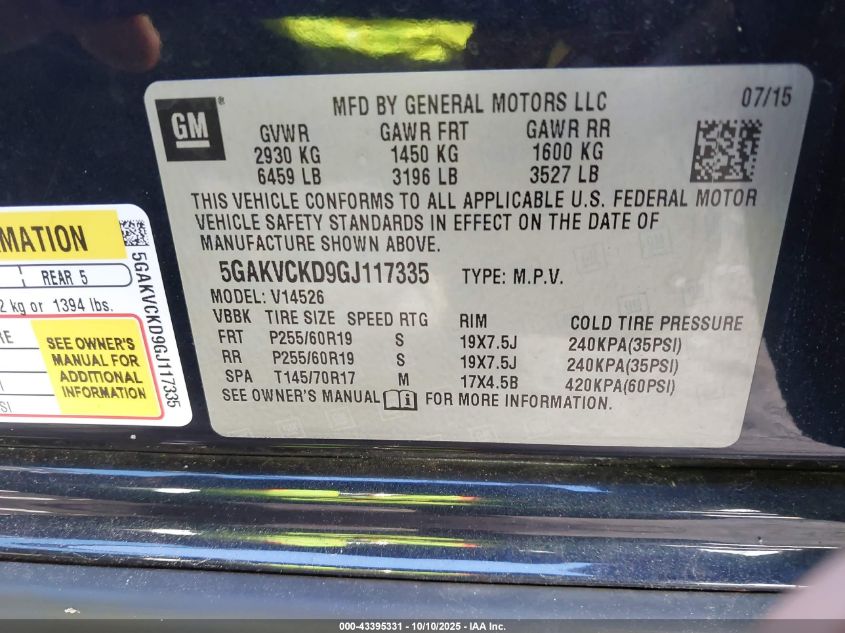 MFD BY GENERAL MOTORS LLC 07/15
GM®
GVWR GAWR FRT GAWR RR
2930 KG 1450 KG 1600 KG
6459 LB 3196 LB 3527 LB
THIS VEHICLE CONFORMS TO ALL APPLICABLE U.S. FEDERAL MOTOR
VEHICLE SAFETY STANDARDS IN EFFECT ON THE DATE OF
MANUFACTURE SHOWN ABOVE.
5GAKVCKD9GJ117335 TYPE: M.P.V.
MODEL: V14526
VBBK TIRE SIZE SPEED RTG RIM COLD TIRE PRESSURE
FRT P255/60R19 S 19X7.5J 240KPA(35PSI)
RR P255/60R19 S 19X7.5J 240KPA(35PSI)
SPA T145/70R17 M 17X4.5B 420KPA(60PSI)
SEE OWNER'S MANUAL FOR MORE INFORMATION.
MATION
REAR 5
kg or 1394 lbs.
SEE OWNER'S
MANUAL FOR
ADDITIONAL
INFORMATION
5GAKVCKD9GJ117335
000-43395331 - 10/10/2025 - IAA Inc.